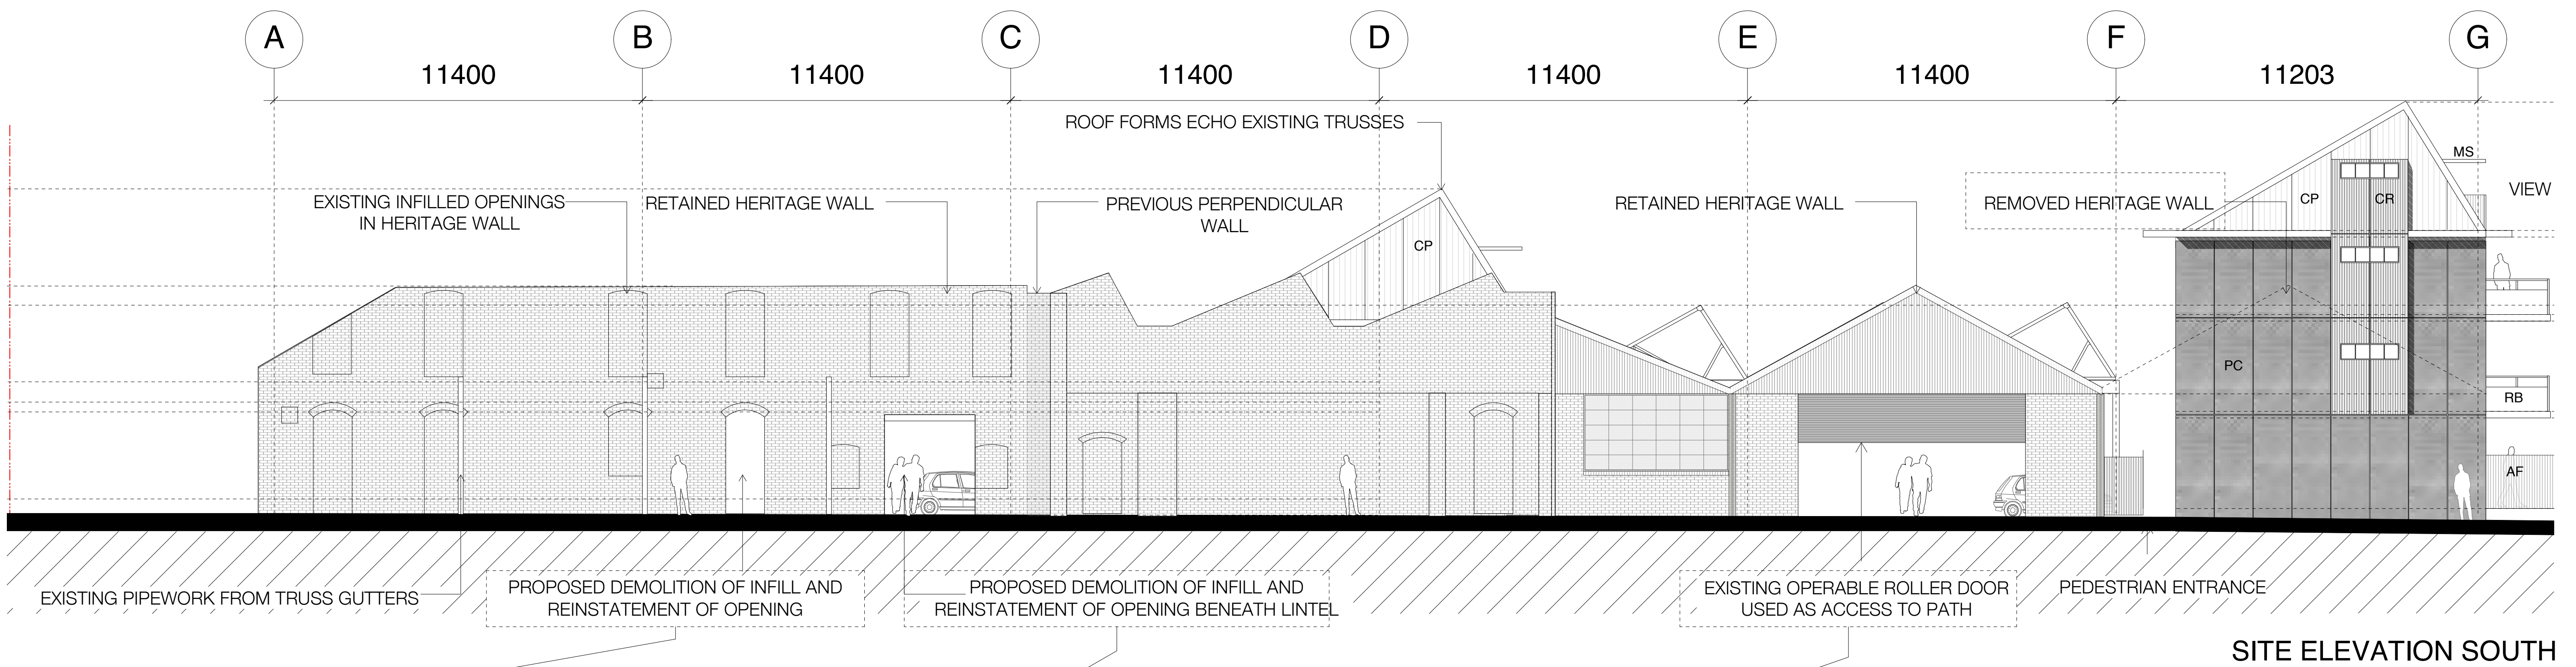 A B C D E F G
11400 11400 11400 11400 11400 11203
ROOF FORMS ECHO EXISTING TRUSSES
EXISTING INFILLED OPENINGS
IN HERITAGE WALL
RETAINED HERITAGE WALL
PREVIOUS PERPENDICULAR
WALL
CP
RETAINED HERITAGE WALL
REMOVED HERITAGE WALL
MS
CP
CR
VIEW
PC
RB
AF
EXISTING PIPEWORK FROM TRUSS GUTTERS
PROPOSED DEMOLITION OF INFILL AND
REINSTATEMENT OF OPENING
PROPOSED DEMOLITION OF INFILL AND
REINSTATEMENT OF OPENING BENEATH LINTEL
EXISTING OPERABLE ROLLER DOOR
USED AS ACCESS TO PATH
PEDESTRIAN ENTRANCE
SITE ELEVATION SOUTH